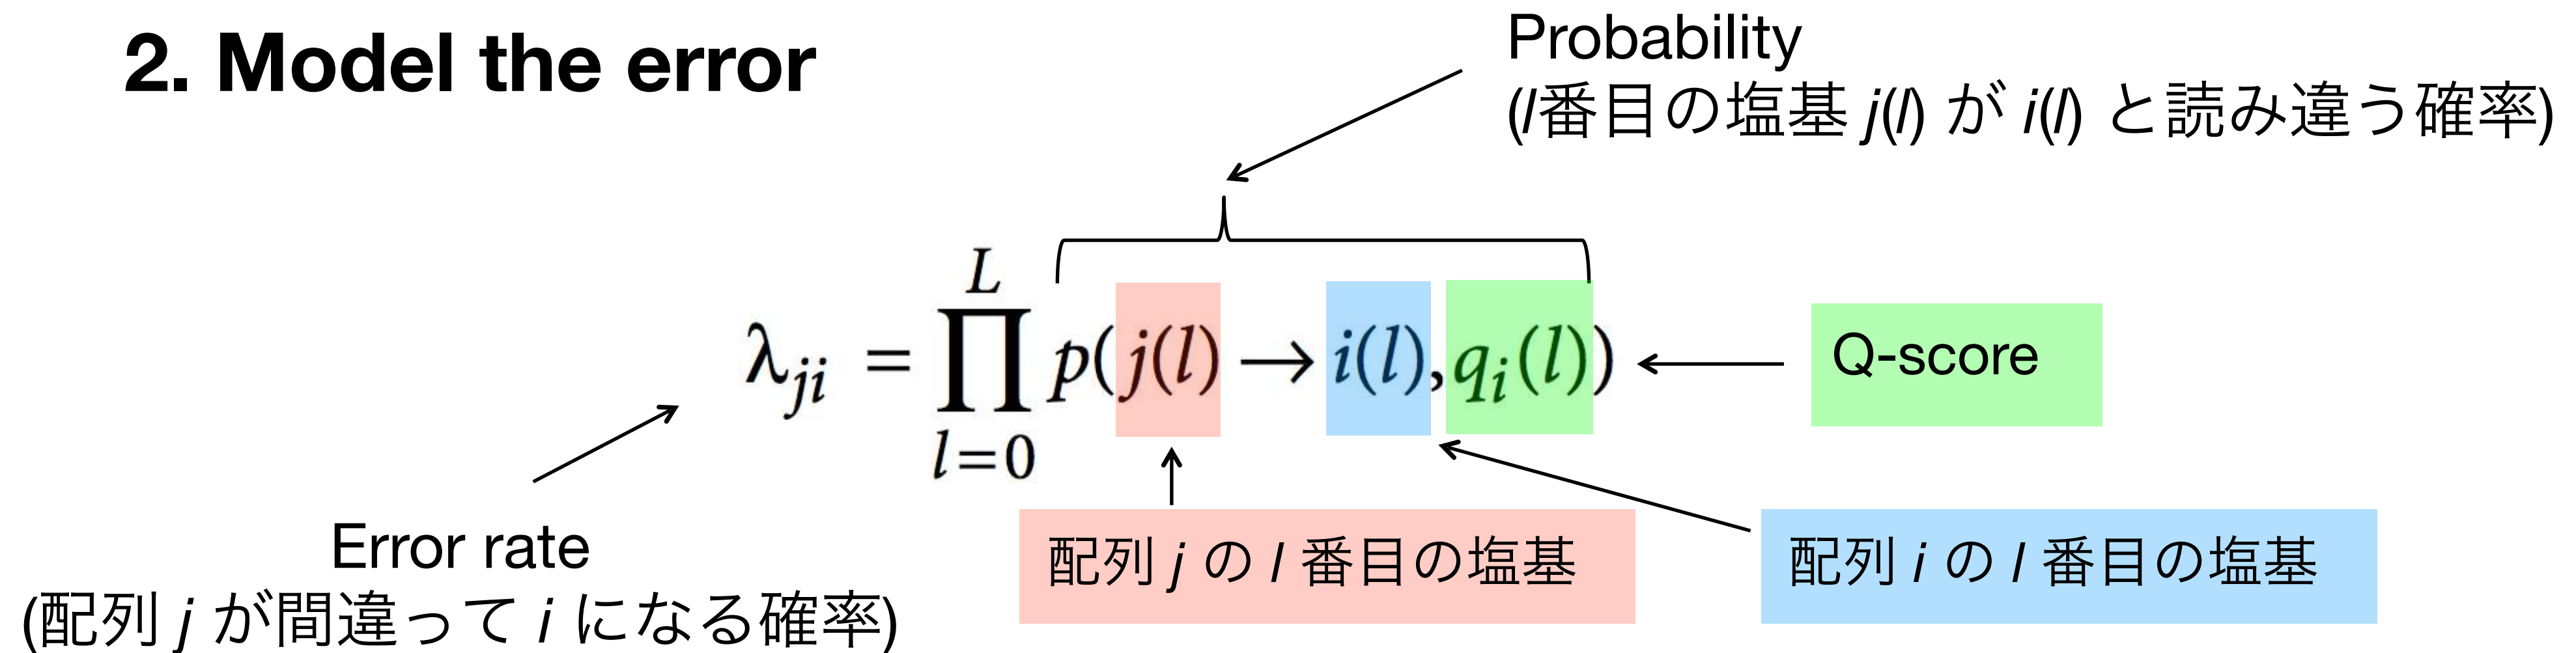 2. Model the error
Probability
(l番目の塩基 j(l) が i(l) と読み違う確率)
λji = ∏ l=0 L p(j(l) → i(l), qi(l))
Q-score
Error rate
(配列 j が間違って i になる確率)
配列 j の l 番目の塩基
配列 i の l 番目の塩基